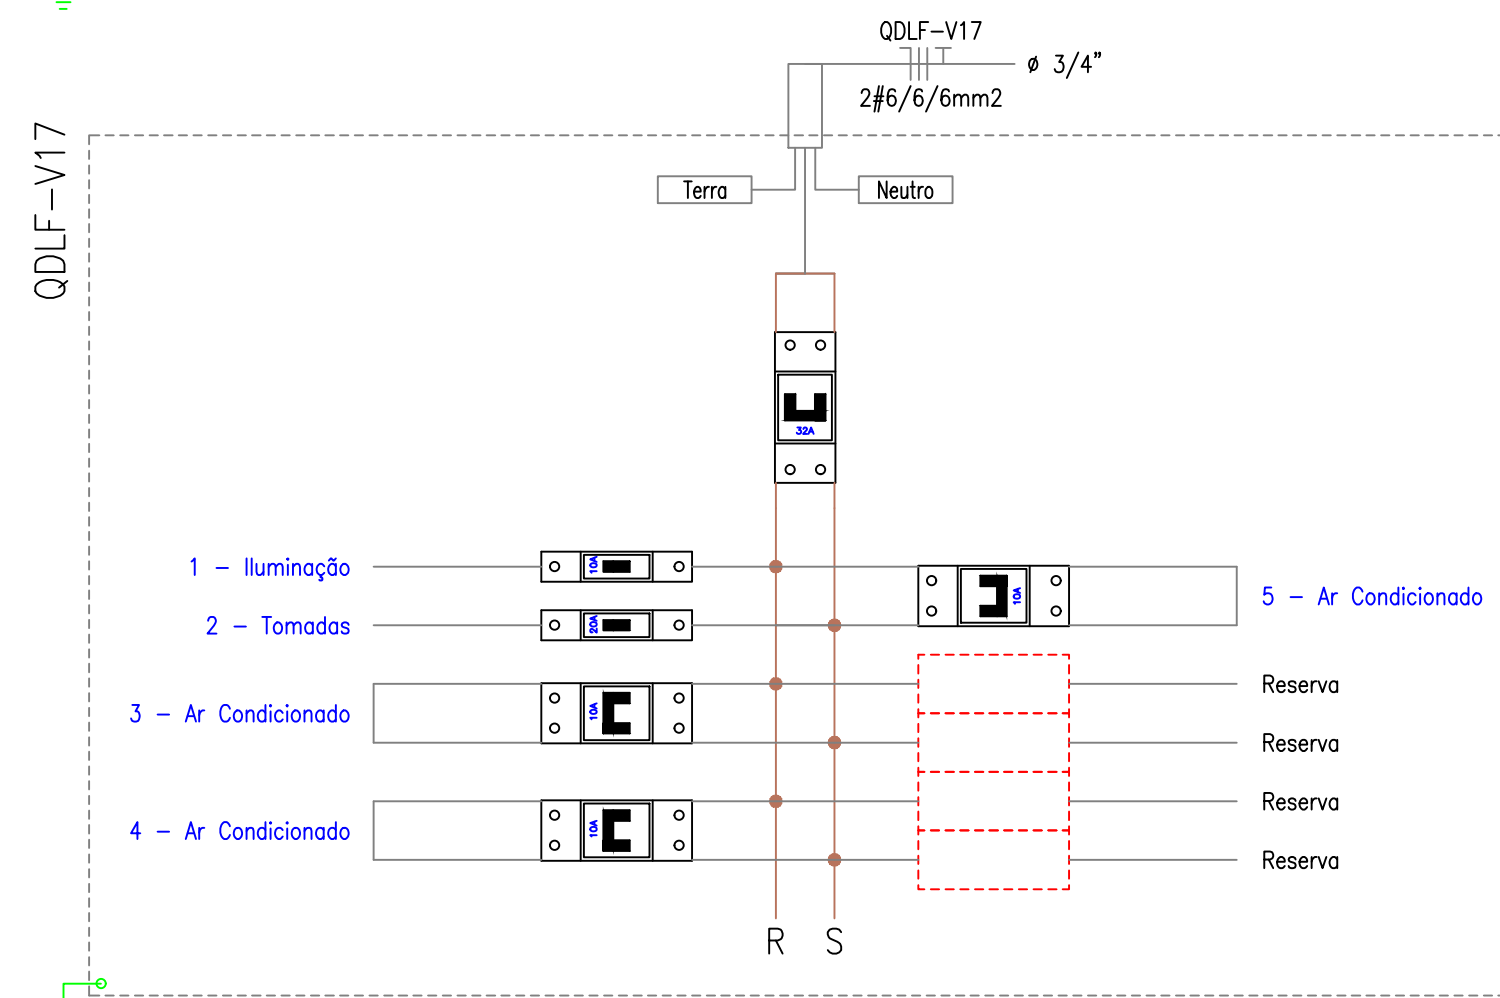 QDLF-V17
ø 3/4"
2#6/6/6mm2
QDLF-V17
Terra
Neutro
32A
1 - Iluminação
10A
2 - Tomadas
20A
5 - Ar Condicionado
10A
3 - Ar Condicionado
10A
Reserva
Reserva
4 - Ar Condicionado
10A
Reserva
Reserva
R S